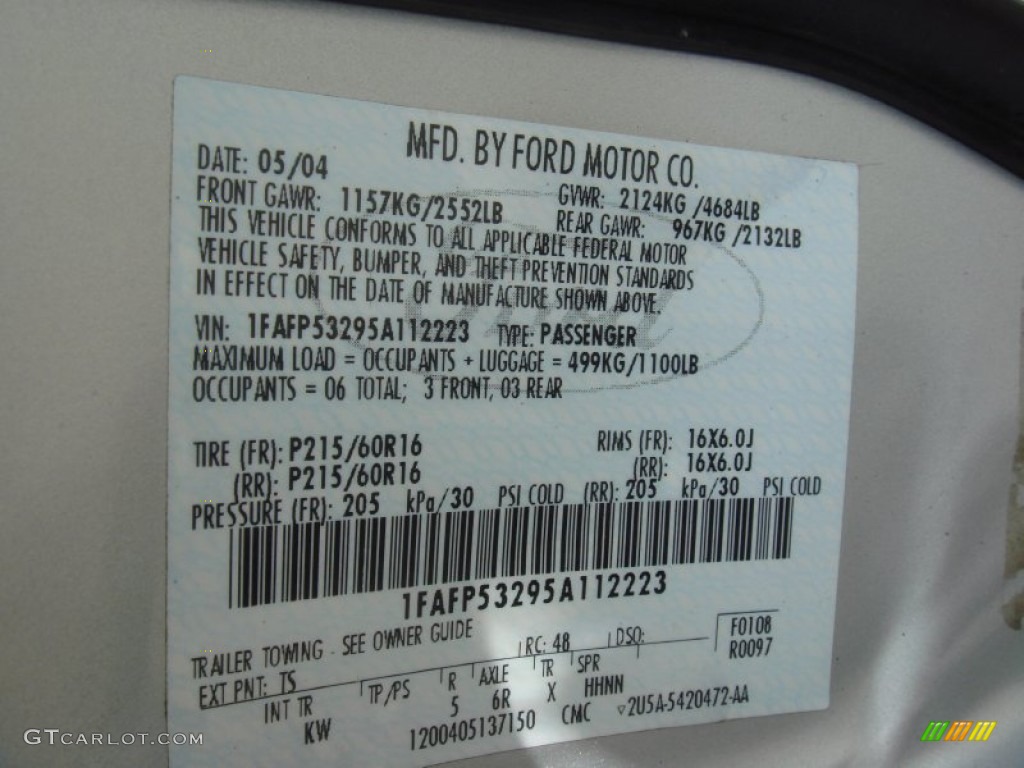 MFD. BY FORD MOTOR CO.
DATE: 05/04
GVWR: 2124KG /4684LB
FRONT GAWR: 1157KG/2552LB
REAR GAWR: 967KG /2132LB
THIS VEHICLE CONFORMS TO ALL APPLICABLE FEDERAL MOTOR
VEHICLE SAFETY, BUMPER, AND THEFT PREVENTION STANDARDS
IN EFFECT ON THE DATE OF MANUFACTURE SHOWN ABOVE.
VIN: 1FAFP53295A112223 TYPE: PASSENGER
MAXIMUM LOAD = OCCUPANTS + LUGGAGE = 499KG/1100LB
OCCUPANTS = 06 TOTAL; 3 FRONT, 03 REAR
TIRE (FR): P215/60R16 RIMS (FR): 16X6.0J
(RR): P215/60R16 (RR): 16X6.0J
PRESSURE (FR): 205 kPa/30 PSI COLD (RR): 205 kPa/30 PSI COLD
1FAFP53295A112223
TRAILER TOWING - SEE OWNER GUIDE
RC: 48 DSO:
F0108
R0097
EXT PNT: TS
INT TR TP/PS R AXLE TR SPR
KW 5 6R X HHNN
1200405137150 CMC ▽2U5A-5420472-AA
GTCARLOT.COM